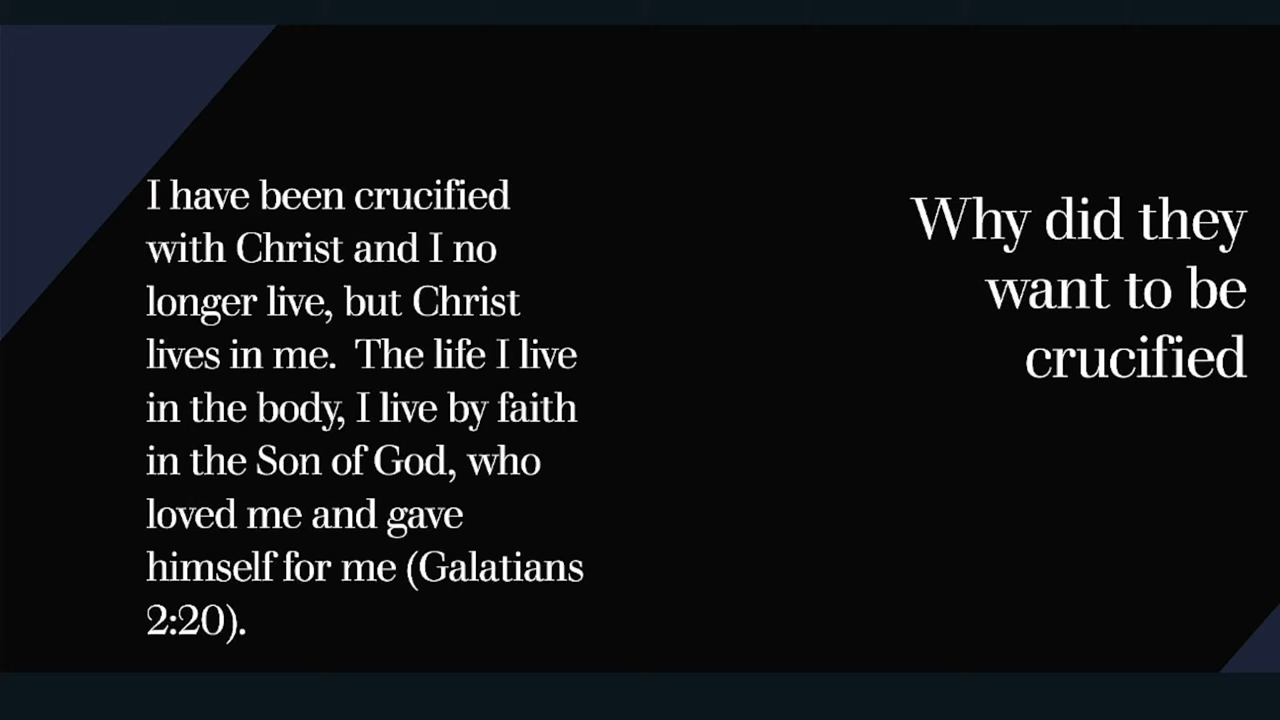 I have been crucified
with Christ and I no
longer live, but Christ
lives in me.  The life I live
in the body, I live by faith
in the Son of God, who
loved me and gave
himself for me (Galatians
2:20).
Why did they
want to be
crucified